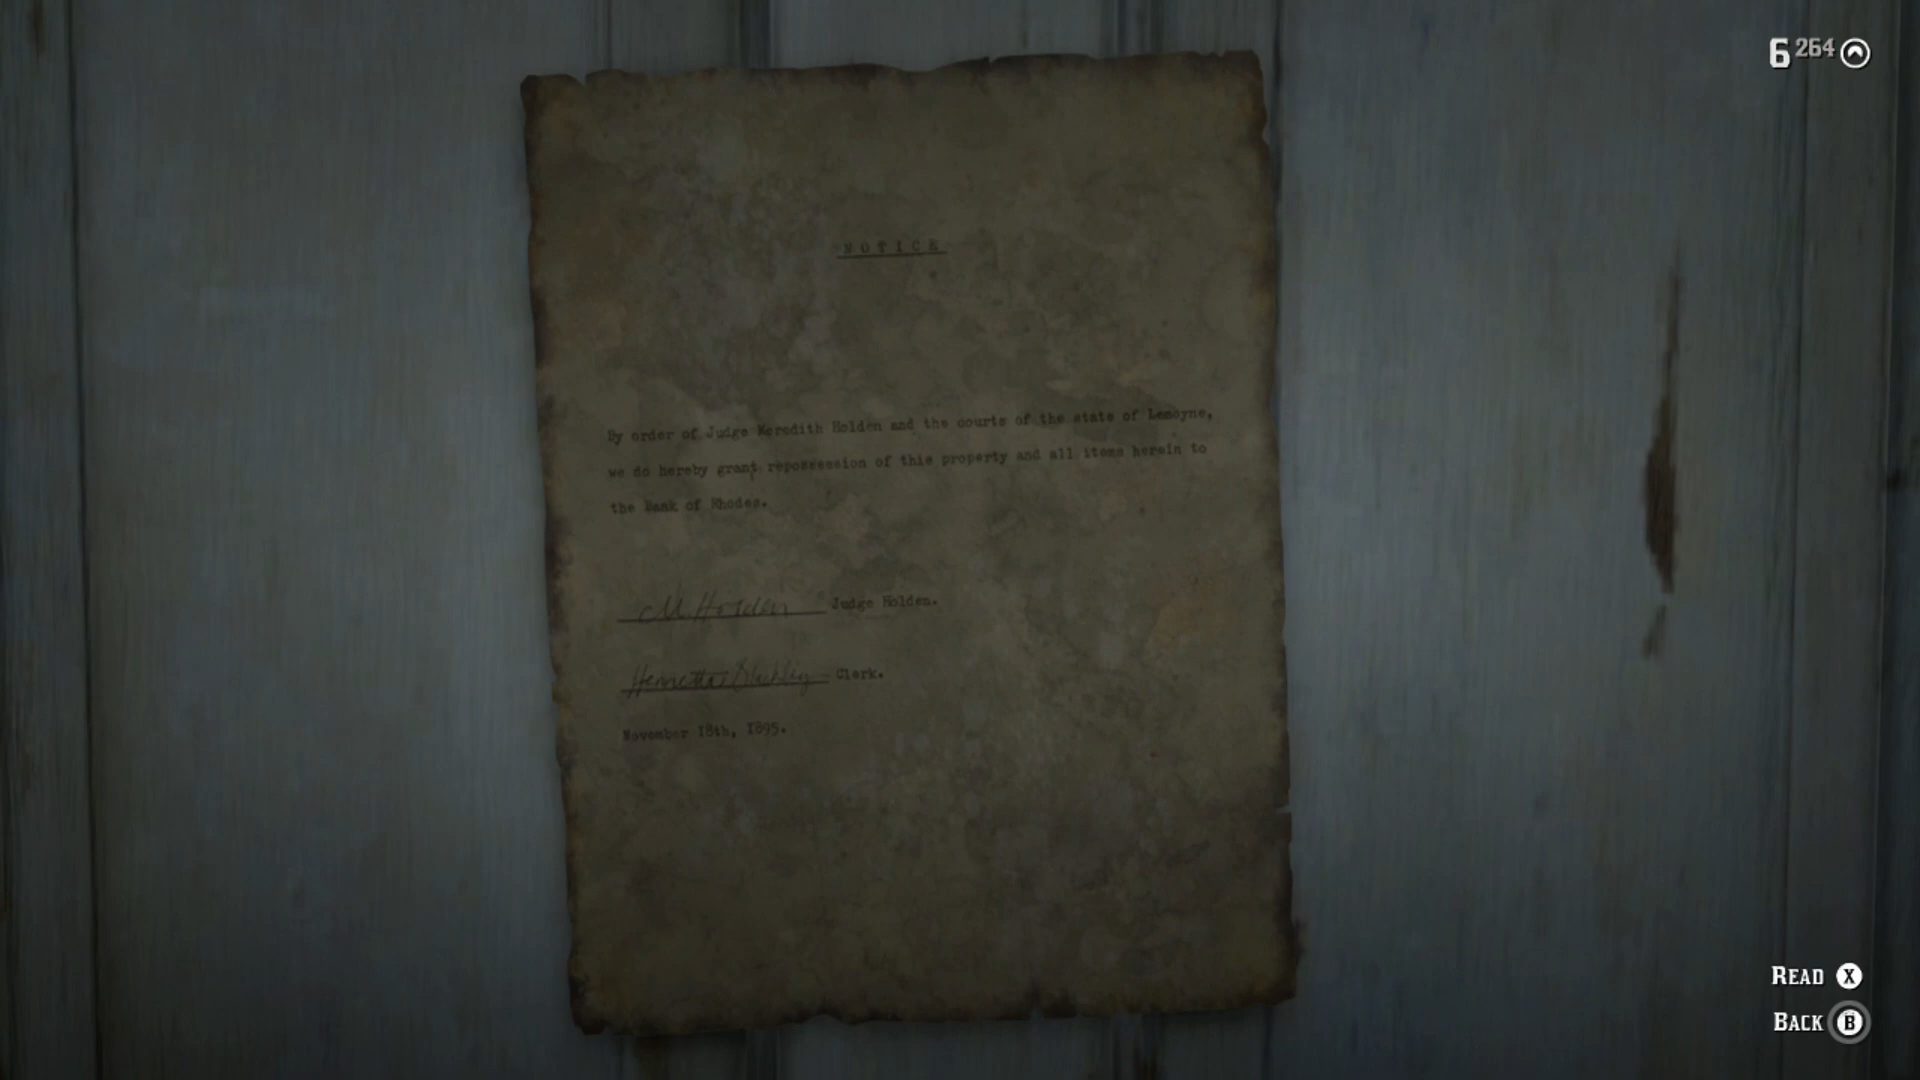 6 264
NOTICE
By order of Judge Meredith Holden and the courts of the state of Lemoyne,
we do hereby grant repossession of this property and all items herein to
the Bank of Rhodes.
M. Holden Judge Holden.
Henrietta Clerk.
November 18th, 1895.
READ X
BACK B